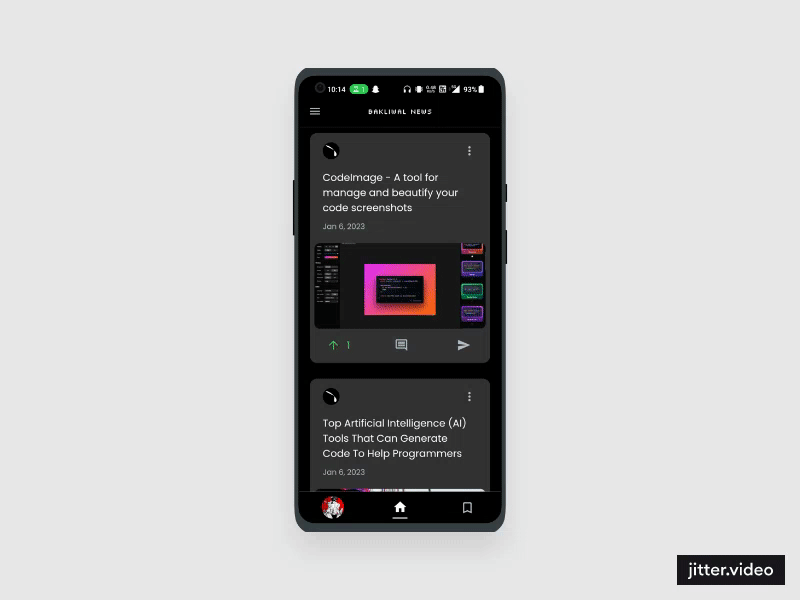 10:14
1
93%
BAKLIWAL NEWS
CodeImage - A tool for
manage and beautify your
code screenshots
Jan 6, 2023
1
Top Artificial Intelligence (AI)
Tools That Can Generate
Code To Help Programmers
Jan 6, 2023
jitter.video